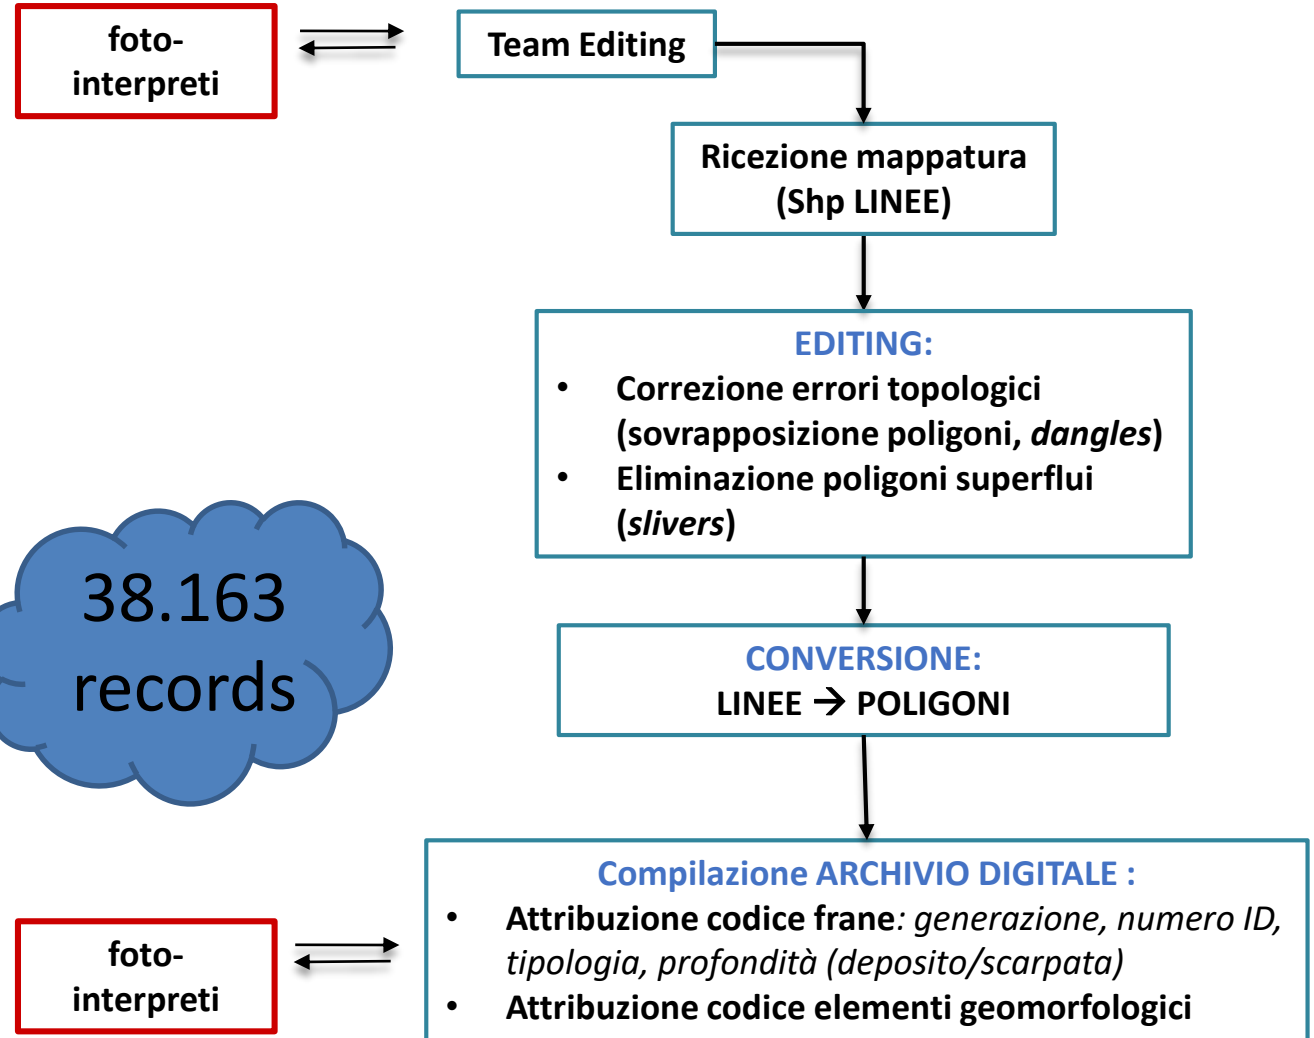 foto-
interpreti
Team Editing
Ricezione mappatura
(Shp LINEE)
EDITING:
• Correzione errori topologici
(sovrapposizione poligoni, dangles)
• Eliminazione poligoni superflui
(slivers)
38.163
records
CONVERSIONE:
LINEE → POLIGONI
Compilazione ARCHIVIO DIGITALE :
• Attribuzione codice frane: generazione, numero ID,
tipologia, profondità (deposito/scarpata)
• Attribuzione codice elementi geomorfologici
foto-
interpreti